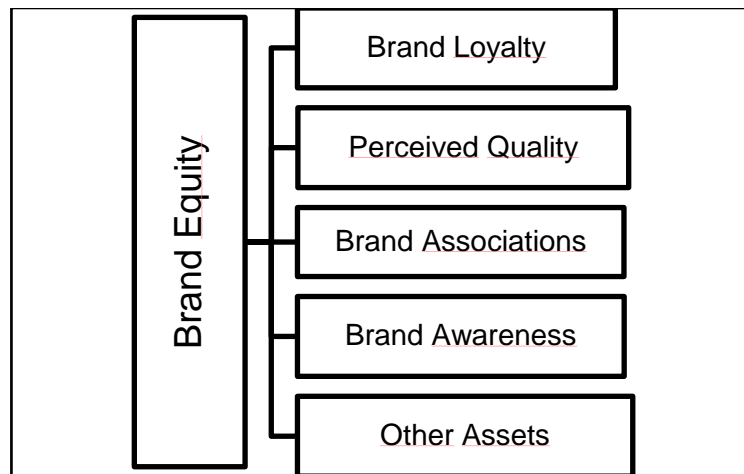 Brand Equity
Brand Loyalty
Perceived Quality
Brand Associations
Brand Awareness
Other Assets